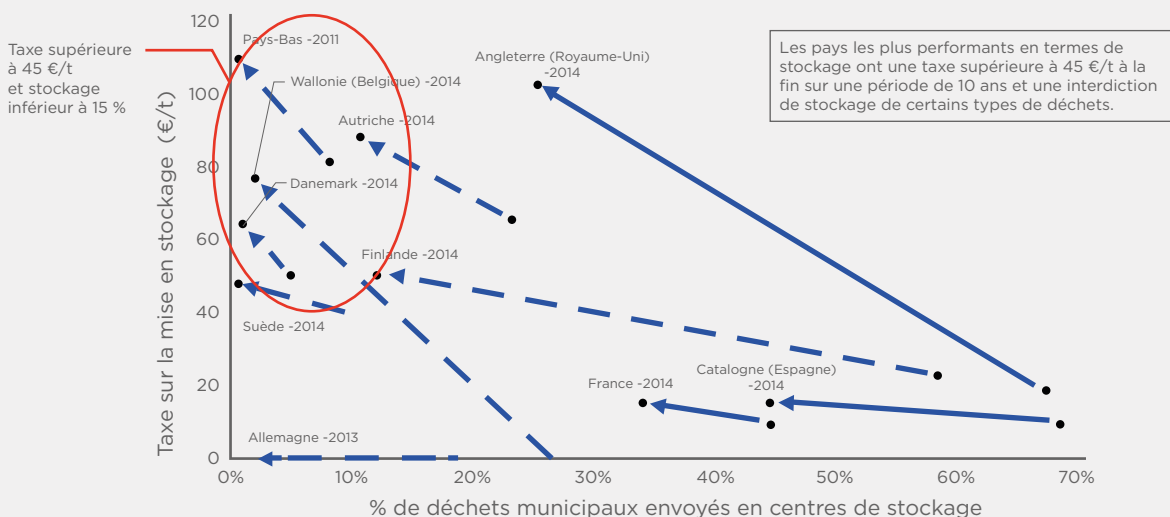 Taxe supérieure
à 45 €/t
et stockage
inférieur à 15 %
Taxe sur la mise en stockage (€/t)
120
100
80
60
40
20
0
Pays-Bas -2011
Wallonie (Belgique) -2014
Autriche -2014
Danemark -2014
Finlande -2014
Suède -2014
Allemagne -2013
Angleterre (Royaume-Uni)
-2014
France -2014
Catalogne (Espagne)
-2014
Les pays les plus performants en termes de
stockage ont une taxe supérieure à 45 €/t à la
fin sur une période de 10 ans et une interdiction
de stockage de certains types de déchets.
0%
10%
20%
30%
40%
50%
60%
70%
% de déchets municipaux envoyés en centres de stockage